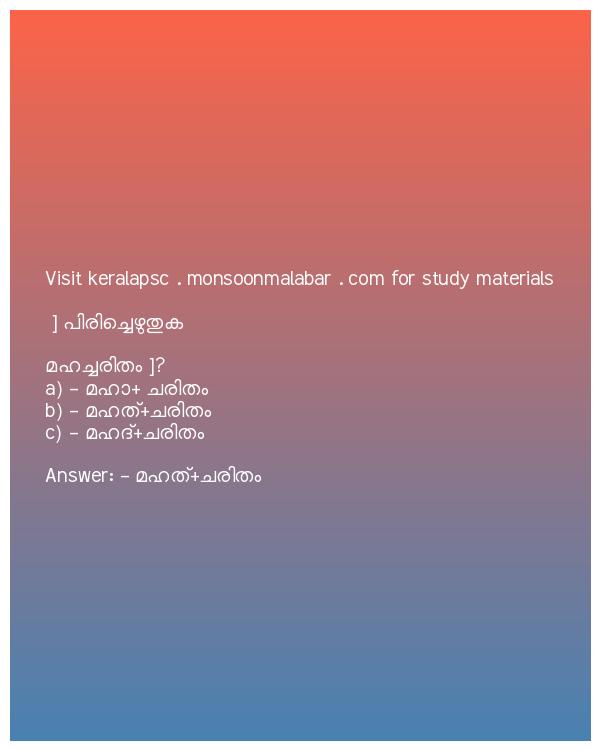 Visit keralapsc . monsoonmalabar . com for study materials
] പിരിച്ചെഴുതുക
മഹച്ചരിതം ]?
a) - മഹാ+ ചരിതം
b) - മഹത്+ചരിതം
c) - മഹദ്+ചരിതം
Answer: - മഹത്+ചരിതം